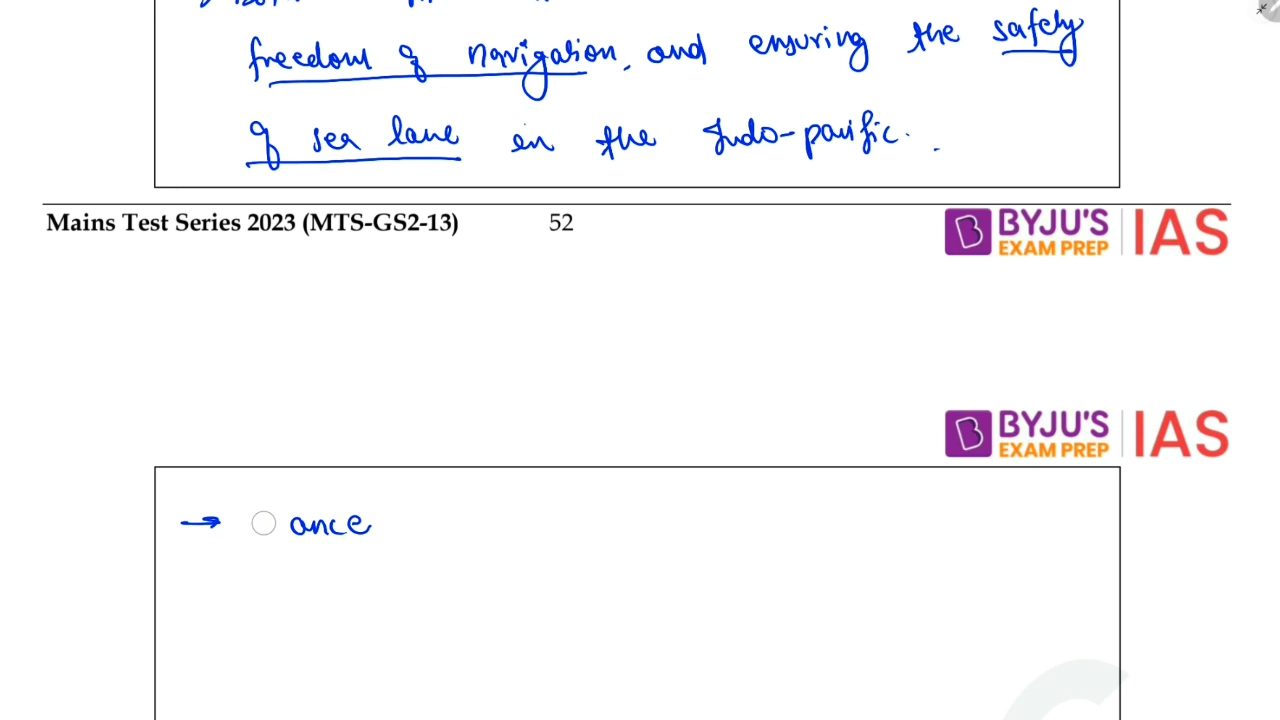 freedom of navigation, and ensuring the safety
of sea lane in the Indo-pacific.
Mains Test Series 2023 (MTS-GS2-13) 52
BYJU'S EXAM PREP IAS
BYJU'S EXAM PREP IAS
→ ance